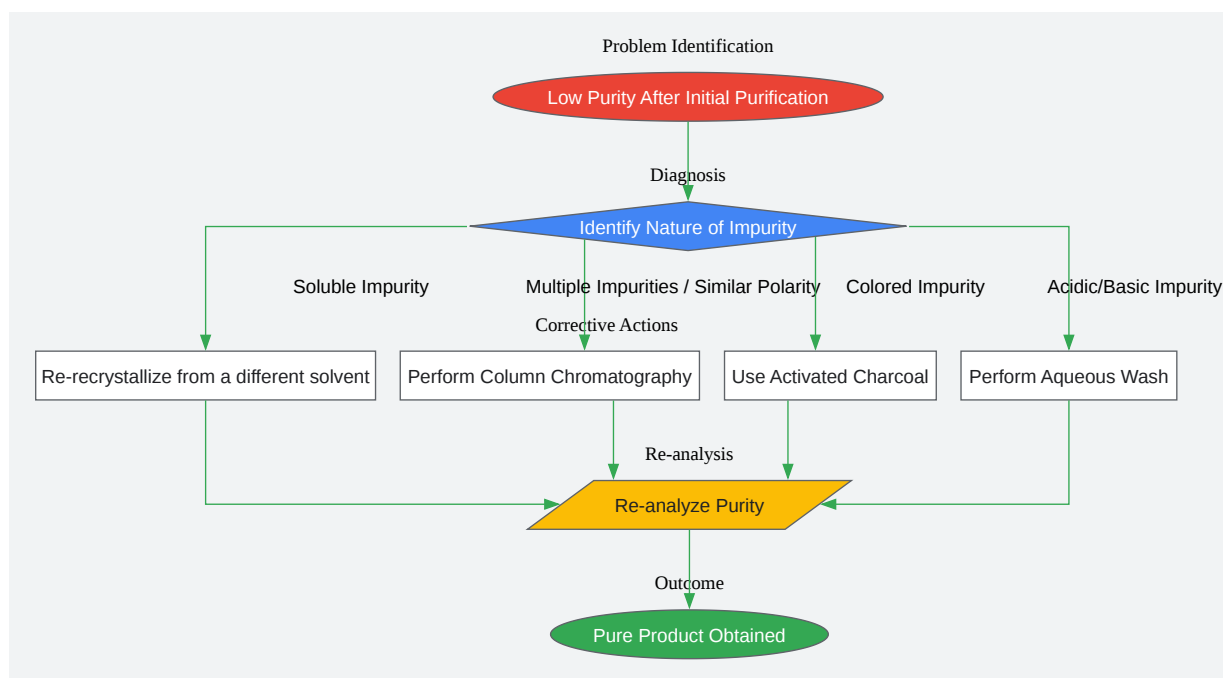 Problem Identification
Low Purity After Initial Purification
Diagnosis
Identify Nature of Impurity
Soluble Impurity
Multiple Impurities / Similar Polarity
Colored Impurity
Acidic/Basic Impurity
Corrective Actions
Re-recrystallize from a different solvent
Perform Column Chromatography
Use Activated Charcoal
Perform Aqueous Wash
Re-analysis
Re-analyze Purity
Outcome
Pure Product Obtained